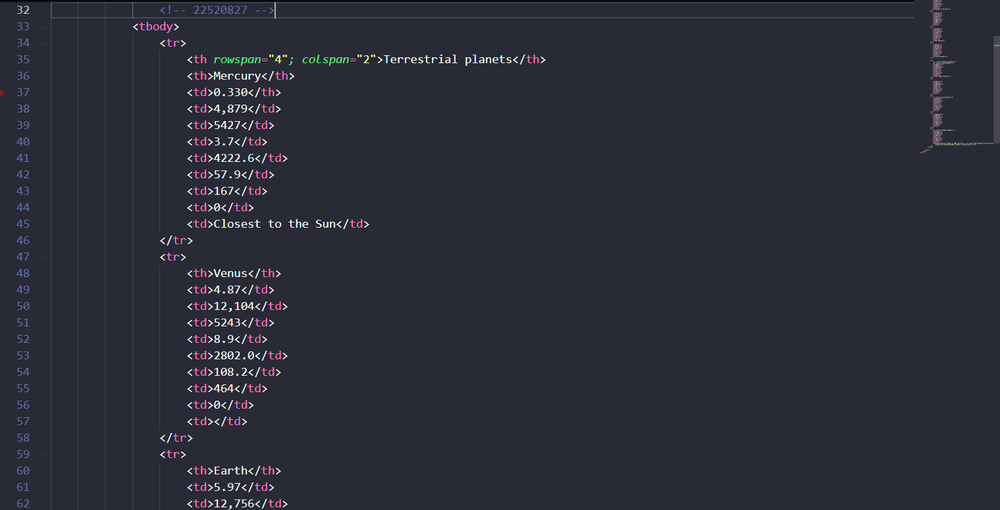 32 <!-- 22520827 -->
33 <tbody>
34 <tr>
35 <th rowspan="4"; colspan="2">Terrestrial planets</th>
36 <th>Mercury</th>
37 <td>0.330</th>
38 <td>4,879</td>
39 <td>5427</td>
40 <td>3.7</td>
41 <td>4222.6</td>
42 <td>57.9</td>
43 <td>167</td>
44 <td>0</td>
45 <td>Closest to the Sun</td>
46 </tr>
47 <tr>
48 <th>Venus</th>
49 <td>4.87</td>
50 <td>12,104</td>
51 <td>5243</td>
52 <td>8.9</td>
53 <td>2802.0</td>
54 <td>108.2</td>
55 <td>464</td>
56 <td>0</td>
57 <td></td>
58 </tr>
59 <tr>
60 <th>Earth</th>
61 <td>5.97</td>
62 <td>12,756</td>